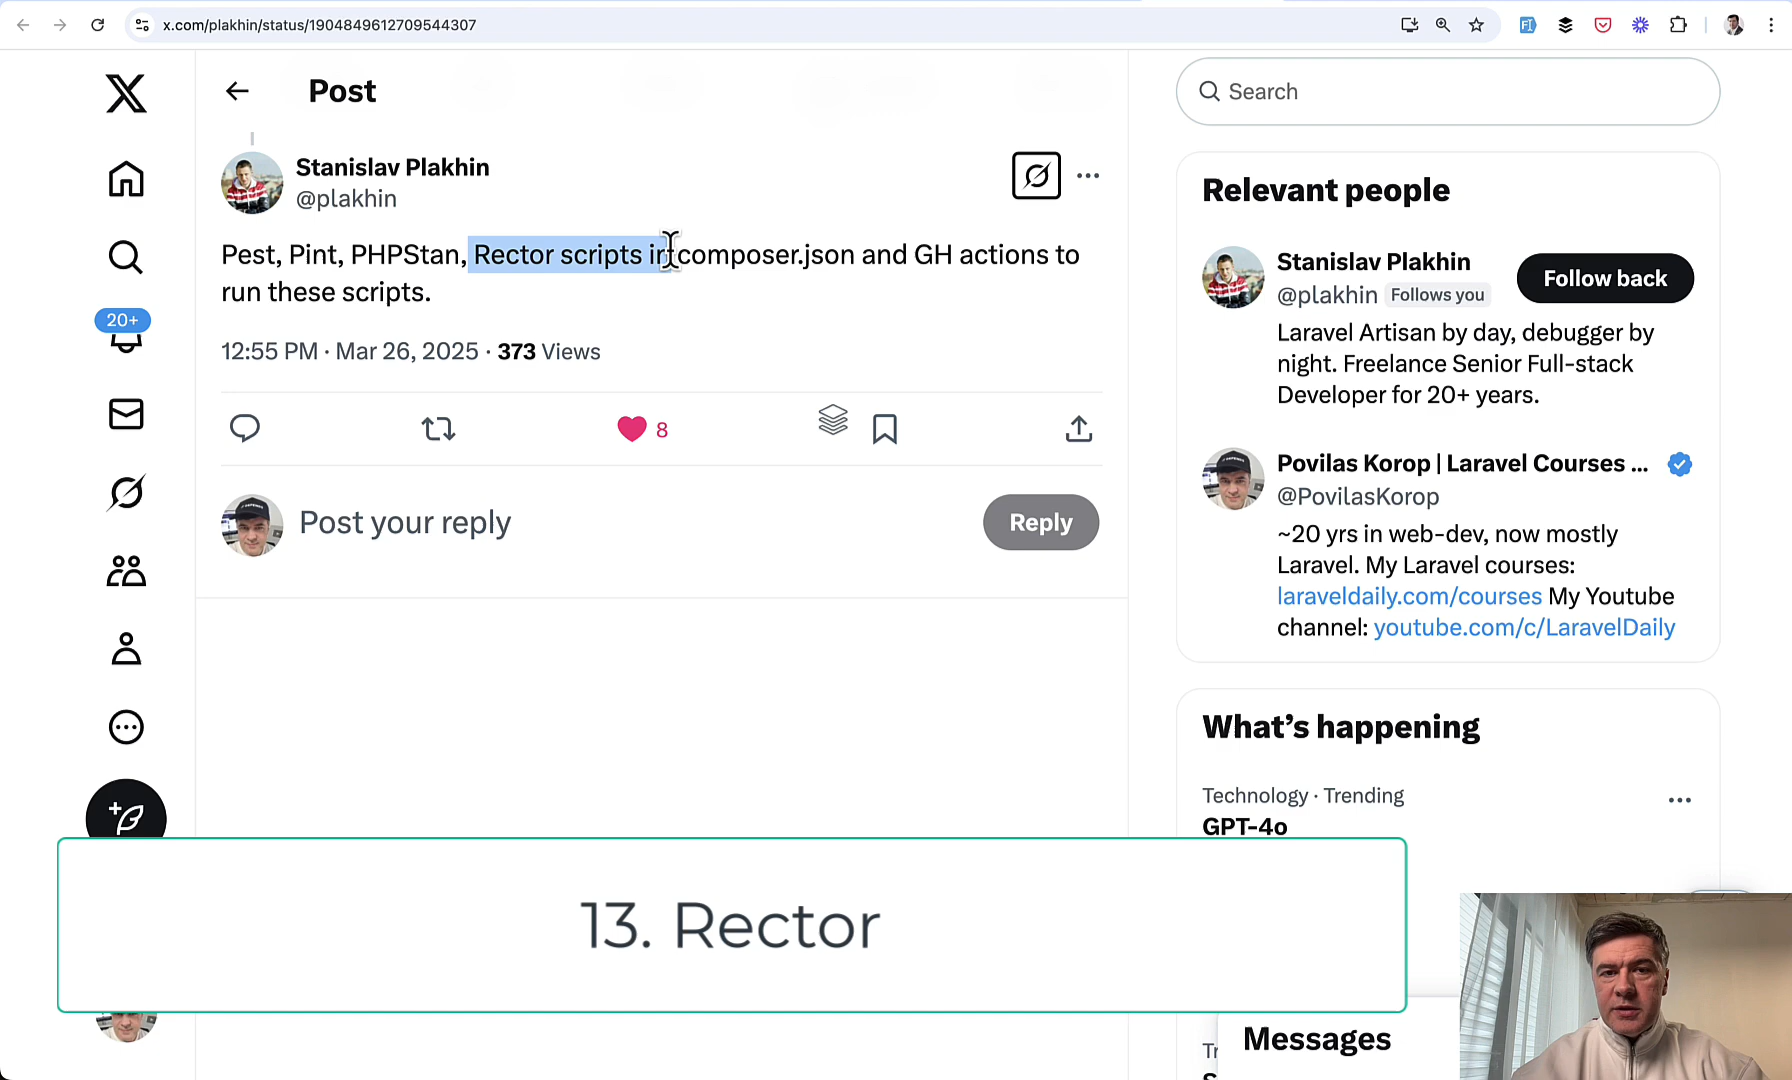 x.com/plakhin/status/1904849612709544307
Post
Search
Stanislav Plakhin
@plakhin
Pest, Pint, PHPStan, Rector scripts in composer.json and GH actions to
run these scripts.
12:55 PM · Mar 26, 2025 · 373 Views
8
Post your reply
Reply
20+
Relevant people
Stanislav Plakhin
@plakhin Follows you
Follow back
Laravel Artisan by day, debugger by
night. Freelance Senior Full-stack
Developer for 20+ years.
Povilas Korop | Laravel Courses ...
@PovilasKorop
~20 yrs in web-dev, now mostly
Laravel. My Laravel courses:
laraveldaily.com/courses My Youtube
channel: youtube.com/c/LaravelDaily
What's happening
Technology · Trending
GPT-4o
13. Rector
Messages